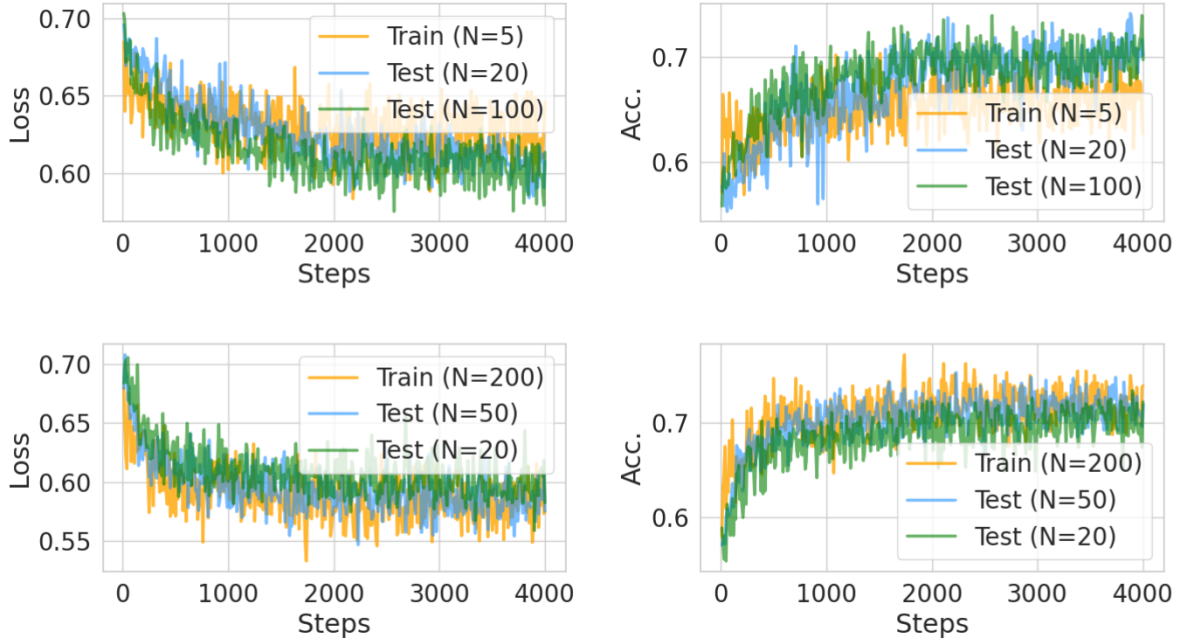 0.70
0.65
0.60
Loss
Train (N=5)
Test (N=20)
Test (N=100)
0 1000 2000 3000 4000
Steps
0.7
0.6
Acc.
Train (N=5)
Test (N=20)
Test (N=100)
0 1000 2000 3000 4000
Steps
0.70
0.65
0.60
0.55
Loss
Train (N=200)
Test (N=50)
Test (N=20)
0 1000 2000 3000 4000
Steps
0.7
0.6
Acc.
Train (N=200)
Test (N=50)
Test (N=20)
0 1000 2000 3000 4000
Steps